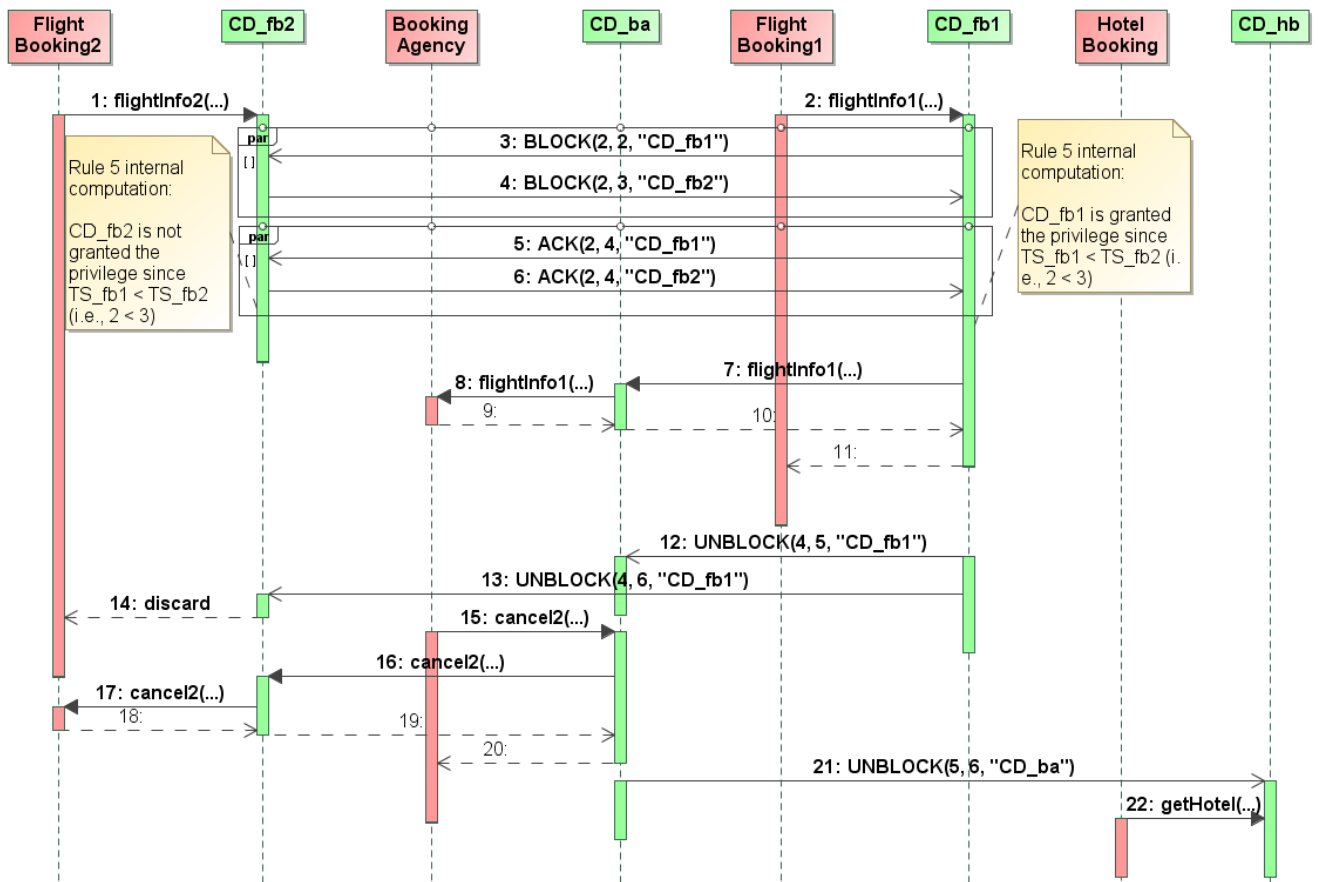 Flight
Booking2
CD_fb2
Booking
Agency
CD_ba
Flight
Booking1
CD_fb1
Hotel
Booking
CD_hb
1: flightInfo2(...)
2: flightInfo1(...)
par
[ ]
3: BLOCK(2, 2, "CD_fb1")
4: BLOCK(2, 3, "CD_fb2")
Rule 5 internal
computation:
CD_fb2 is not
granted the
privilege since
TS_fb1 < TS_fb2
(i.e., 2 < 3)
Rule 5 internal
computation:
CD_fb1 is granted
the privilege since
TS_fb1 < TS_fb2 (i.
e., 2 < 3)
par
[ ]
5: ACK(2, 4, "CD_fb1")
6: ACK(2, 4, "CD_fb2")
7: flightInfo1(...)
8: flightInfo1(...)
9:
10:
11:
12: UNBLOCK(4, 5, "CD_fb1")
13: UNBLOCK(4, 6, "CD_fb1")
14: discard
15: cancel2(...)
16: cancel2(...)
17: cancel2(...)
18:
19:
20:
21: UNBLOCK(5, 6, "CD_ba")
22: getHotel(...)